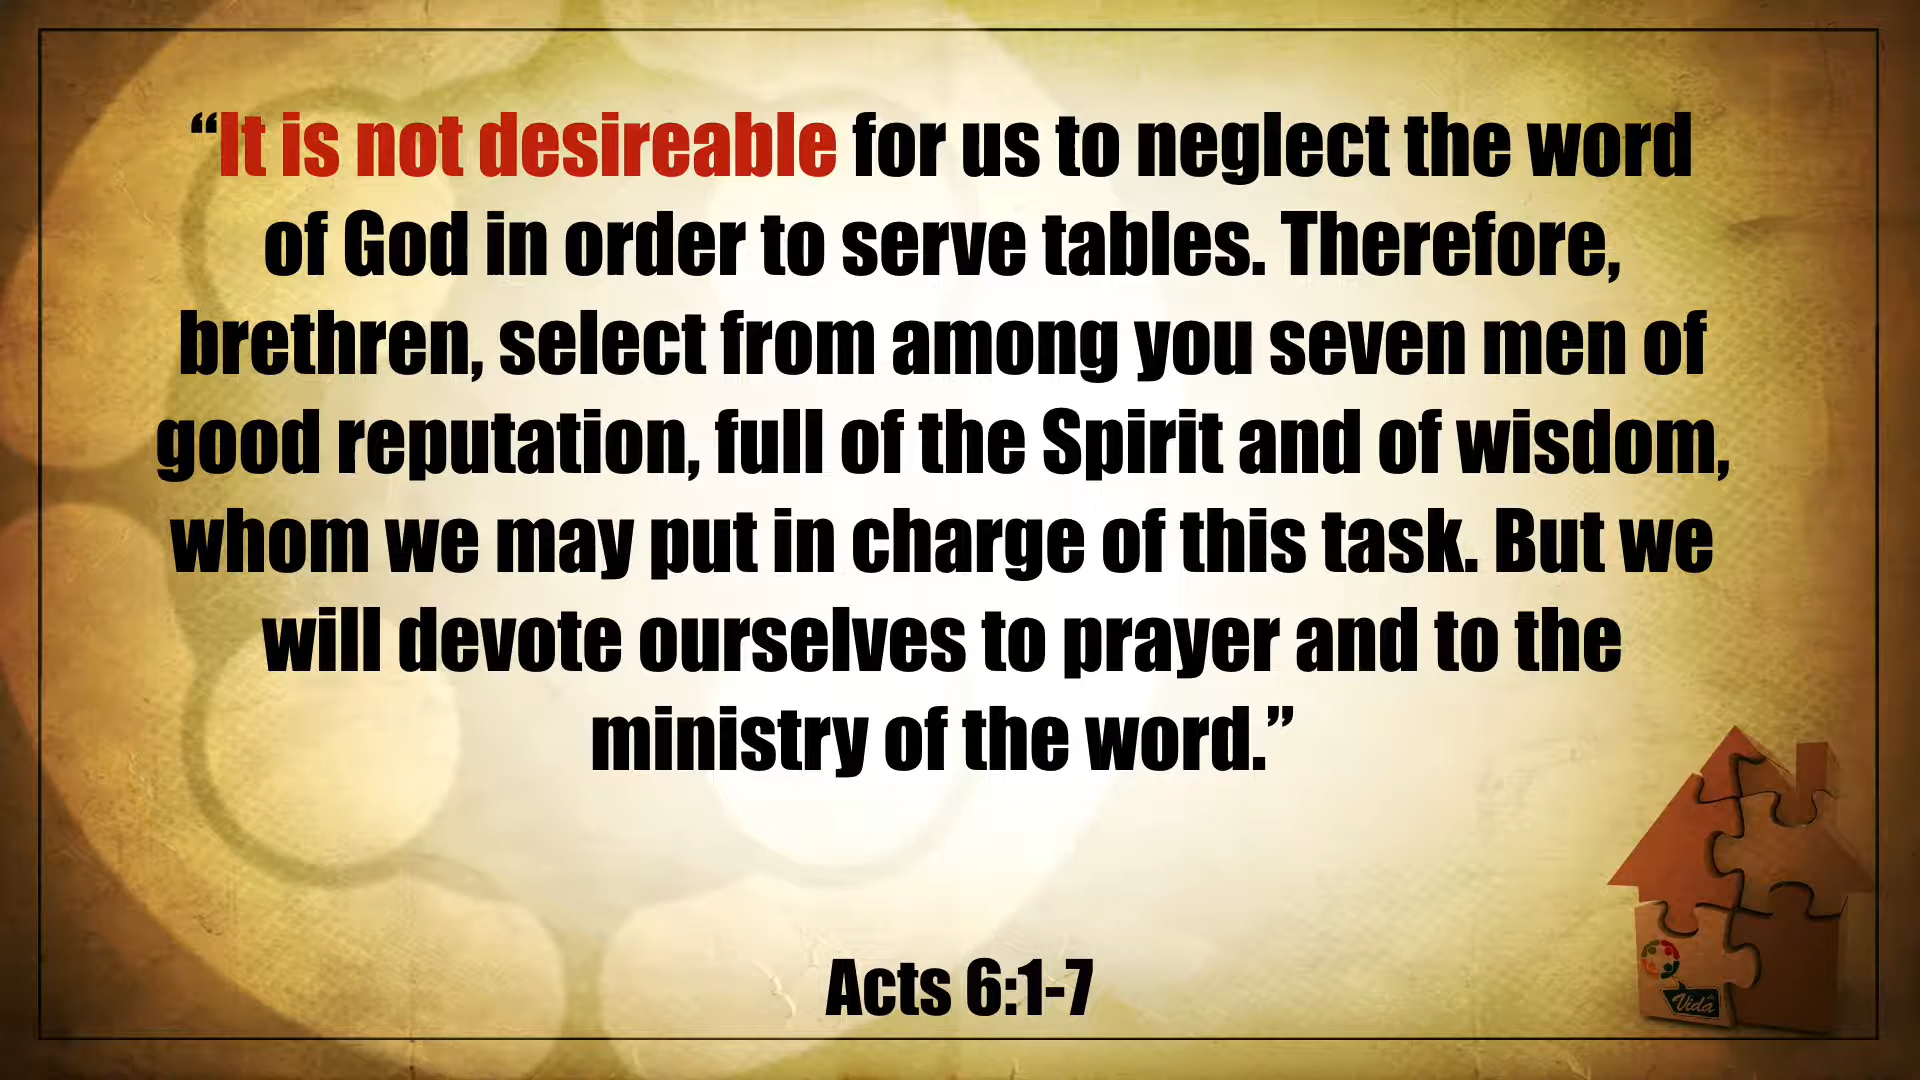 “It is not desireable for us to neglect the word
of God in order to serve tables. Therefore,
brethren, select from among you seven men of
good reputation, full of the Spirit and of wisdom,
whom we may put in charge of this task. But we
will devote ourselves to prayer and to the
ministry of the word.”
Acts 6:1-7
Vida